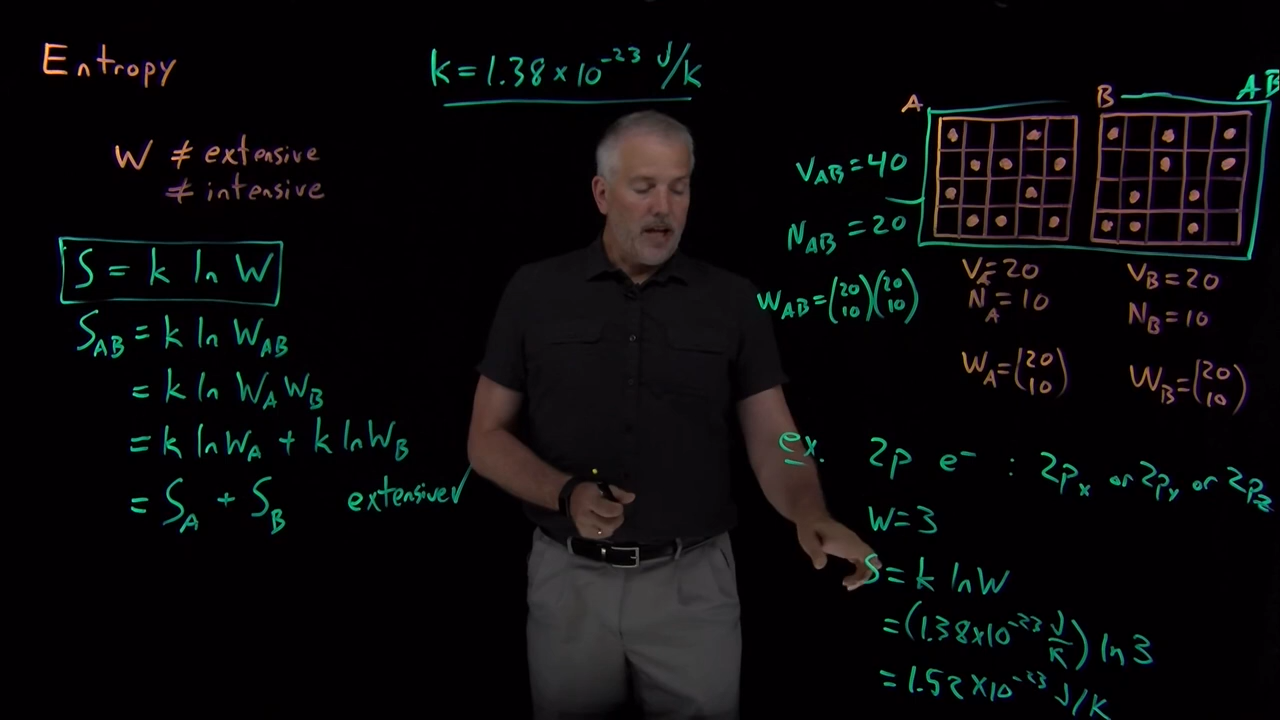 Entropy
k = 1.38 × 10⁻²³ J/K
W ≠ extensive
≠ intensive
S = k ln W
S_AB = k ln W_AB
= k ln W_A W_B
= k ln W_A + k ln W_B
= S_A + S_B extensive ✓
A B AB
V_AB = 40
N_AB = 20
W_AB = (20 10)(20 10)
V_A = 20
N_A = 10
W_A = (20 10)
V_B = 20
N_B = 10
W_B = (20 10)
ex. 2p e⁻ : 2p_x or 2p_y or 2p_z
W = 3
S = k ln W
= (1.38×10⁻²³ J/K) ln 3
= 1.52×10⁻²³ J/K